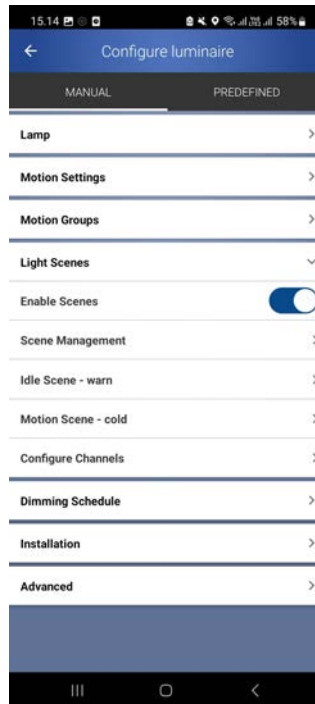 15.14 58%
Configure luminaire
MANUAL PREDEFINED
Lamp
Motion Settings
Motion Groups
Light Scenes
Enable Scenes
Scene Management
Idle Scene - warn
Motion Scene - cold
Configure Channels
Dimming Schedule
Installation
Advanced